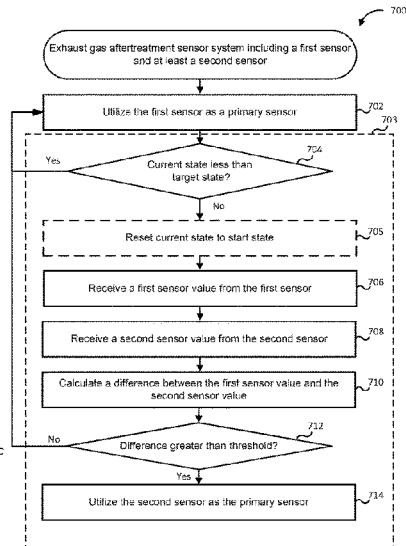 700
Exhaust gas aftertreatment sensor system including a first sensor
and at least a second sensor
Utilize the first sensor as a primary sensor
702
703
704
Yes
Current state less than
target state?
No
Reset current state to start state
705
Receive a first sensor value from the first sensor
706
Receive a second sensor value from the second sensor
708
Calculate a difference between the first sensor value and the
second sensor value
710
712
No
Difference greater than threshold?
c
Yes
Utilize the second sensor as the primary sensor
714